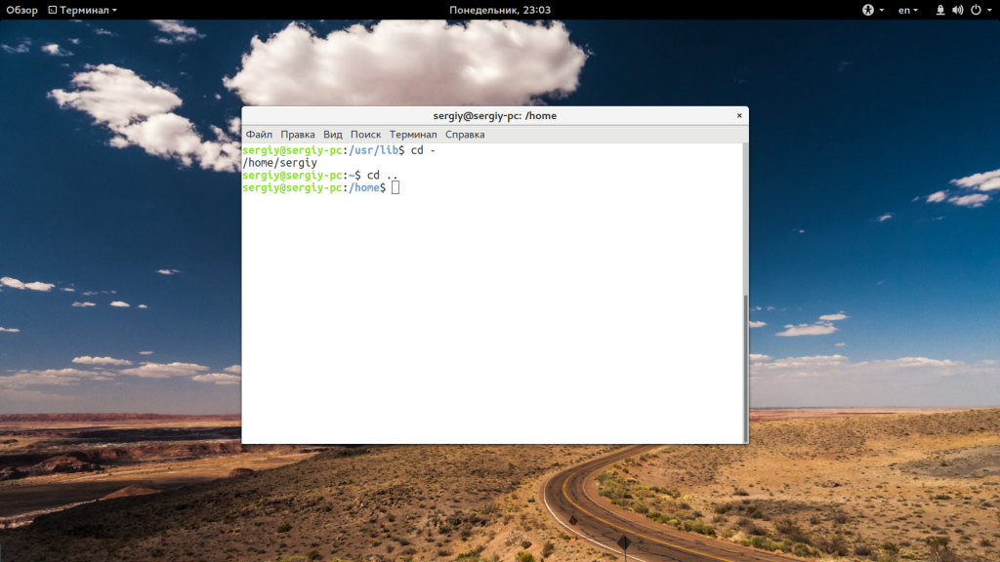 Обзор Терминал Понедельник, 23:03 en
sergiy@sergiy-pc: /home ×
Файл Правка Вид Поиск Терминал Справка
sergiy@sergiy-pc:/usr/lib$ cd -
/home/sergiy
sergiy@sergiy-pc:~$ cd ..
sergiy@sergiy-pc:/home$